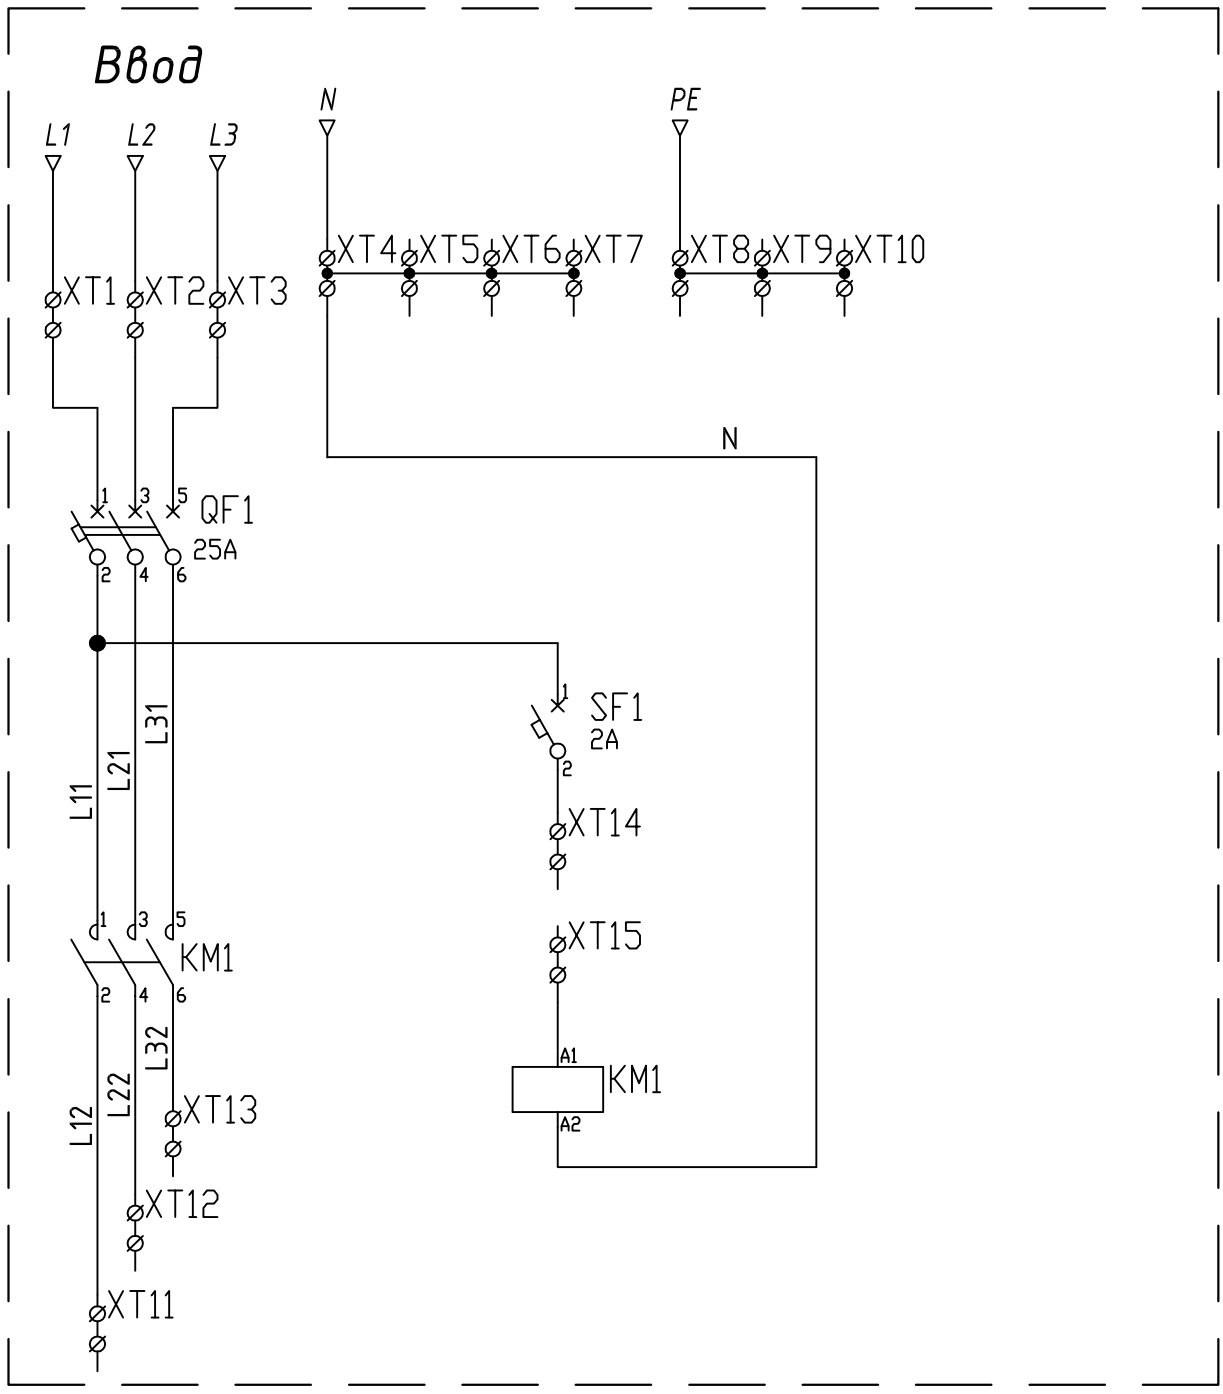 Ввод
N
PE
L1 L2 L3
XT4 XT5 XT6 XT7
XT8 XT9 XT10
XT1 XT2 XT3
N
1 3 5
QF1
25A
2 4 6
1
SF1
2A
2
L31
L21
L11
XT14
1 3 5
KM1
2 4 6
XT15
L32
L22
L12
A1
KM1
A2
XT13
XT12
XT11